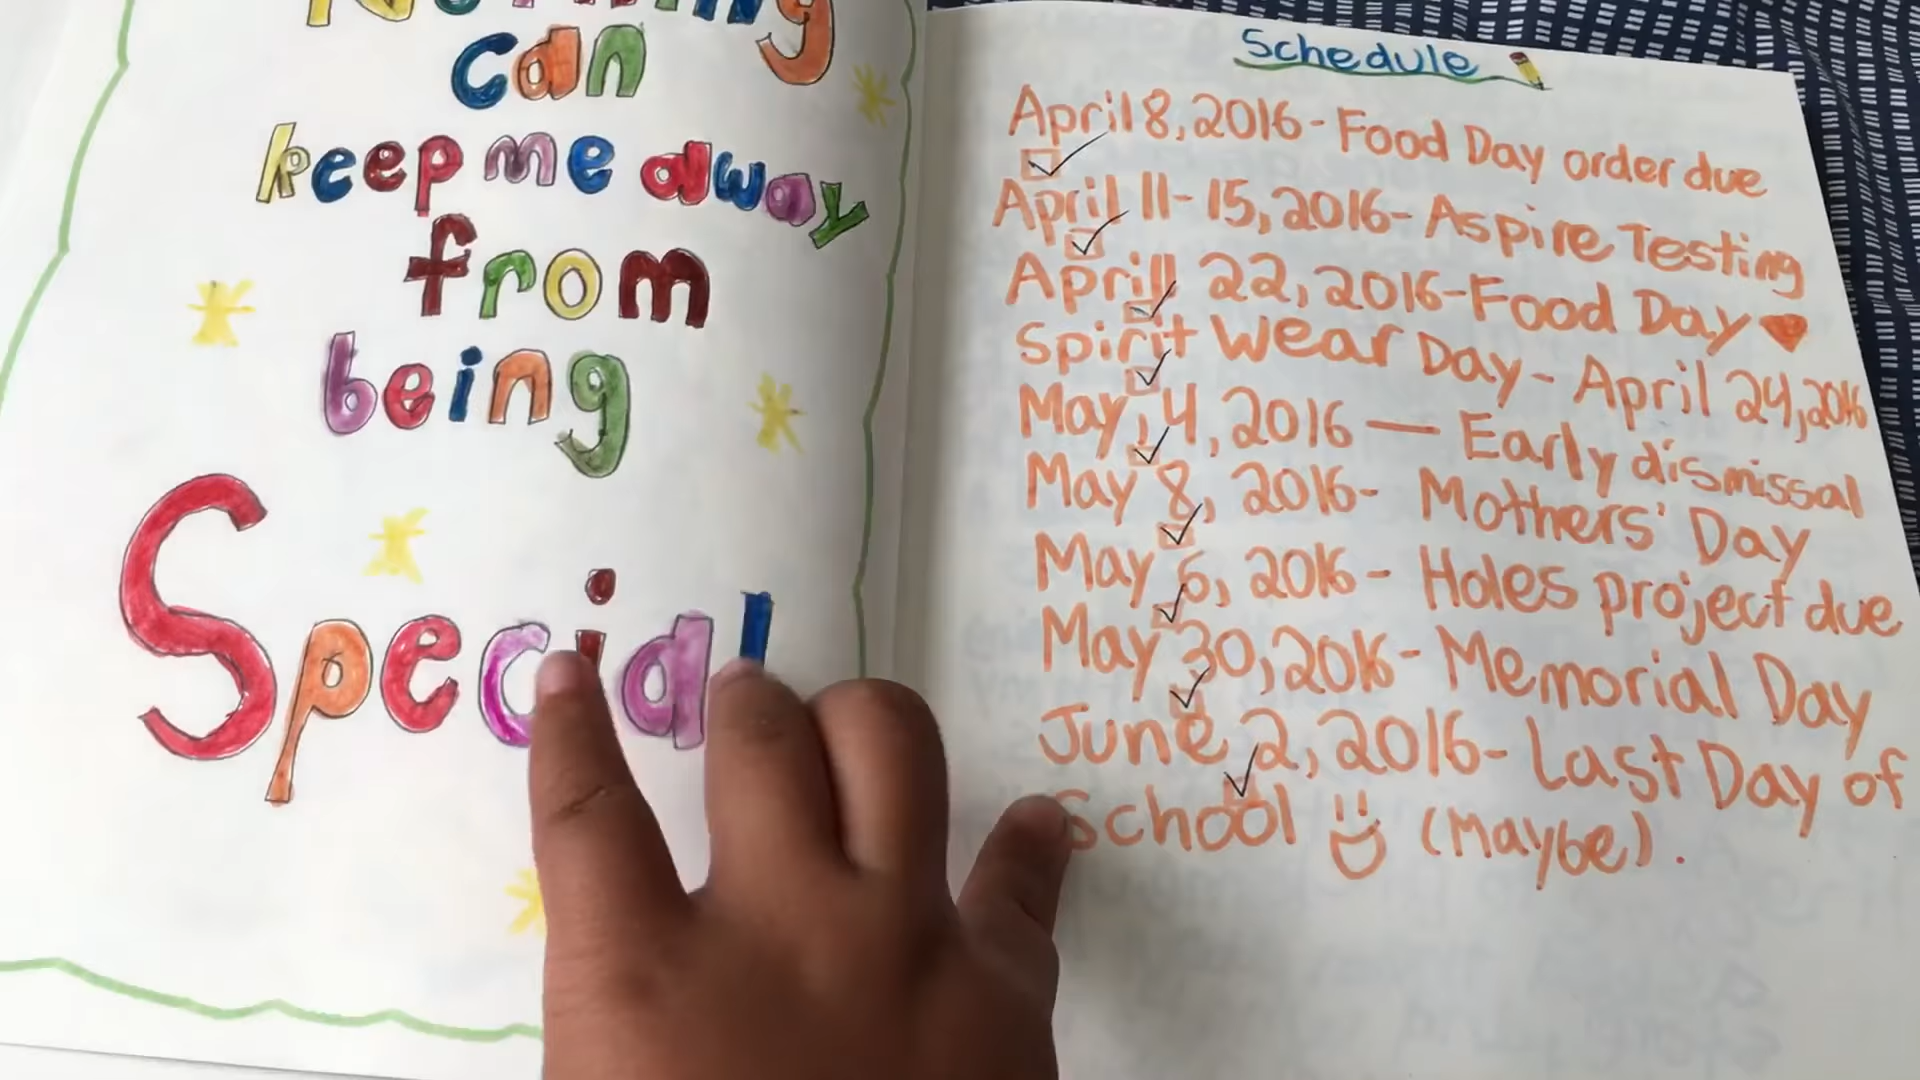 Nothing
can
keep me away
from
being
Special
Schedule
April 8, 2016 - Food Day order due
April 11-15, 2016 - Aspire Testing
April 22, 2016 - Food Day
Spirit Wear Day - April 24, 2016
May 14, 2016 — Early dismissal
May 8, 2016 - Mothers' Day
May 6, 2016 - Holes project due
May 30, 2016 - Memorial Day
June 2, 2016 - Last Day of
School (Maybe).